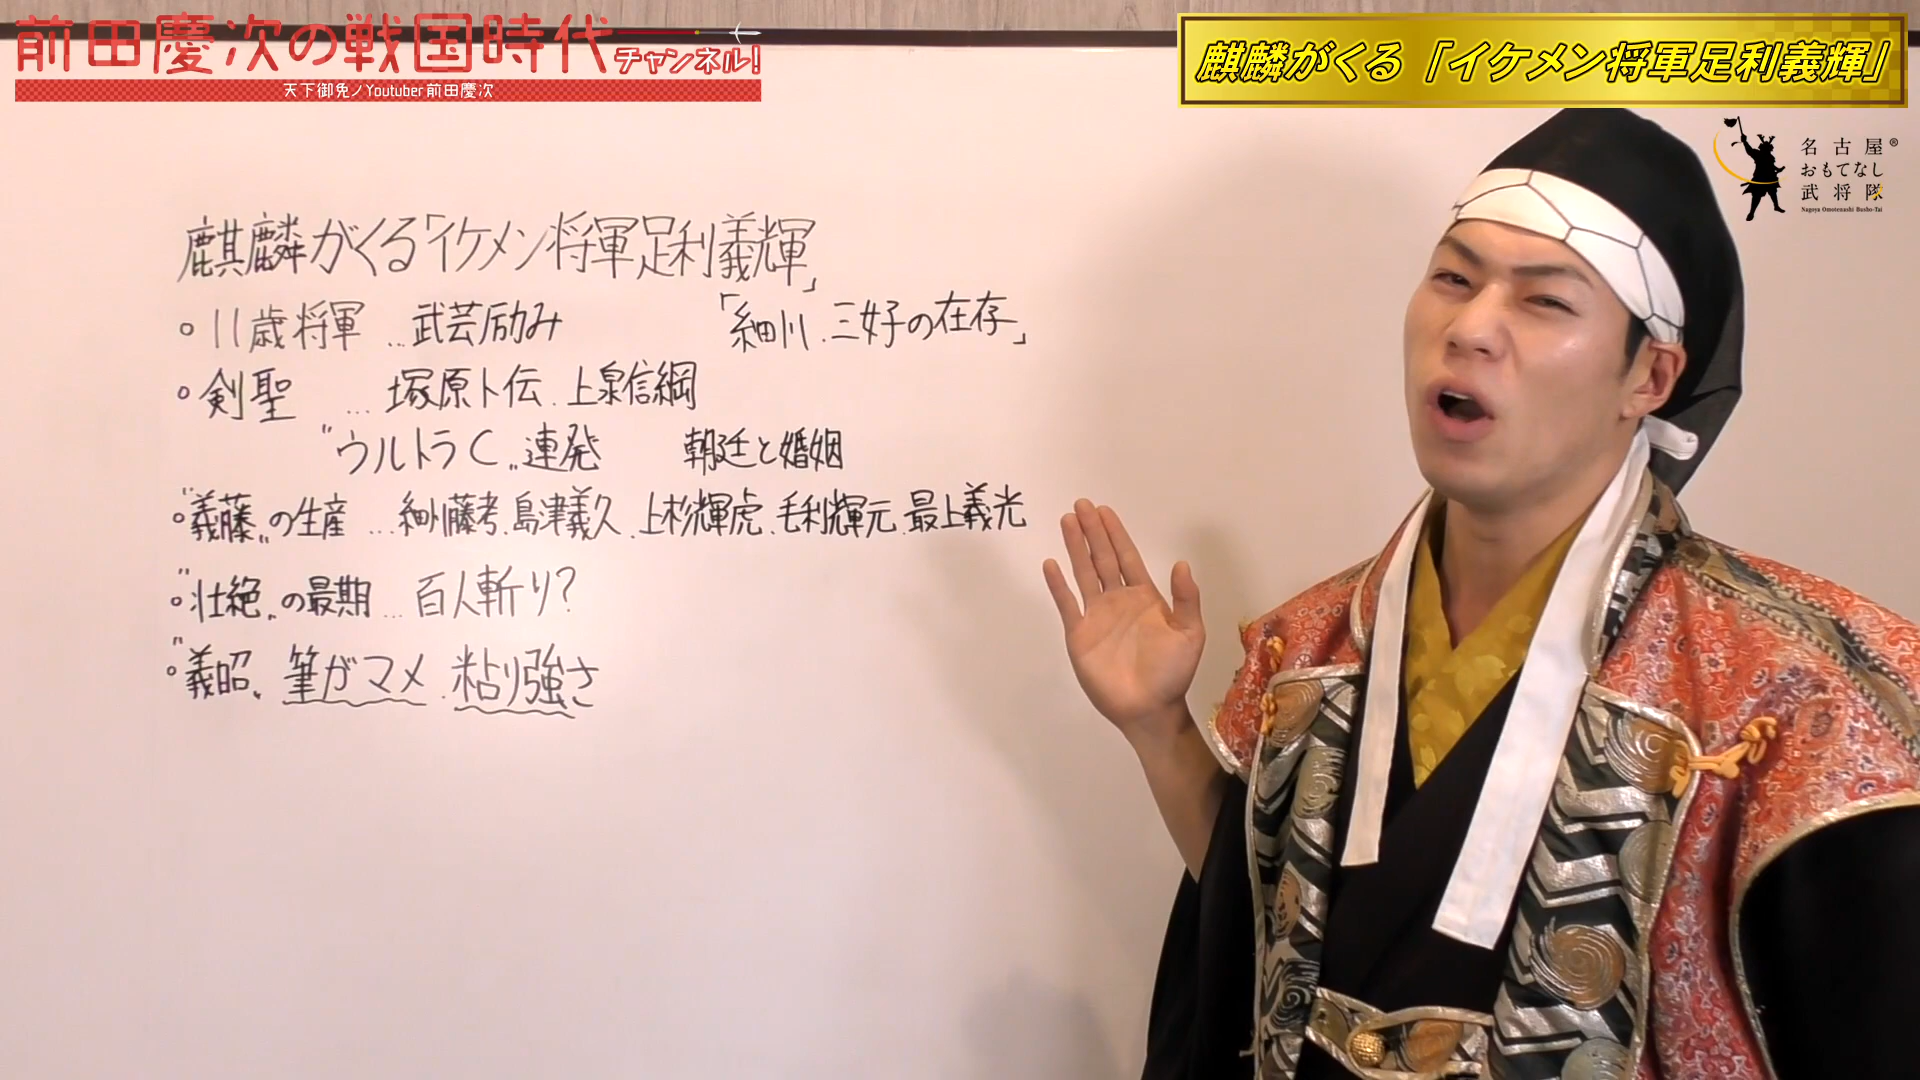 前田慶次の戦国時代チャンネル!
天下御免ノYoutuber前田慶次
麒麟がくる「イケメン将軍足利義輝」
名古屋®
おもてなし
武将隊
Nagoya Omotenashi Busho-Tai
麒麟がくる「イケメン将軍足利義輝」
○11歳将軍…武芸励み 「細川.三好の在存」
○剣聖 …塚原卜伝.上泉信綱
"ウルトラC"連発 朝廷と婚姻
○"義藤"の生産…細川藤考.島津義久.上杉輝虎.毛利輝元.最上義光
○"壮絶"の最期…百人斬り?
○"義昭" 筆がマメ.粘り強さ